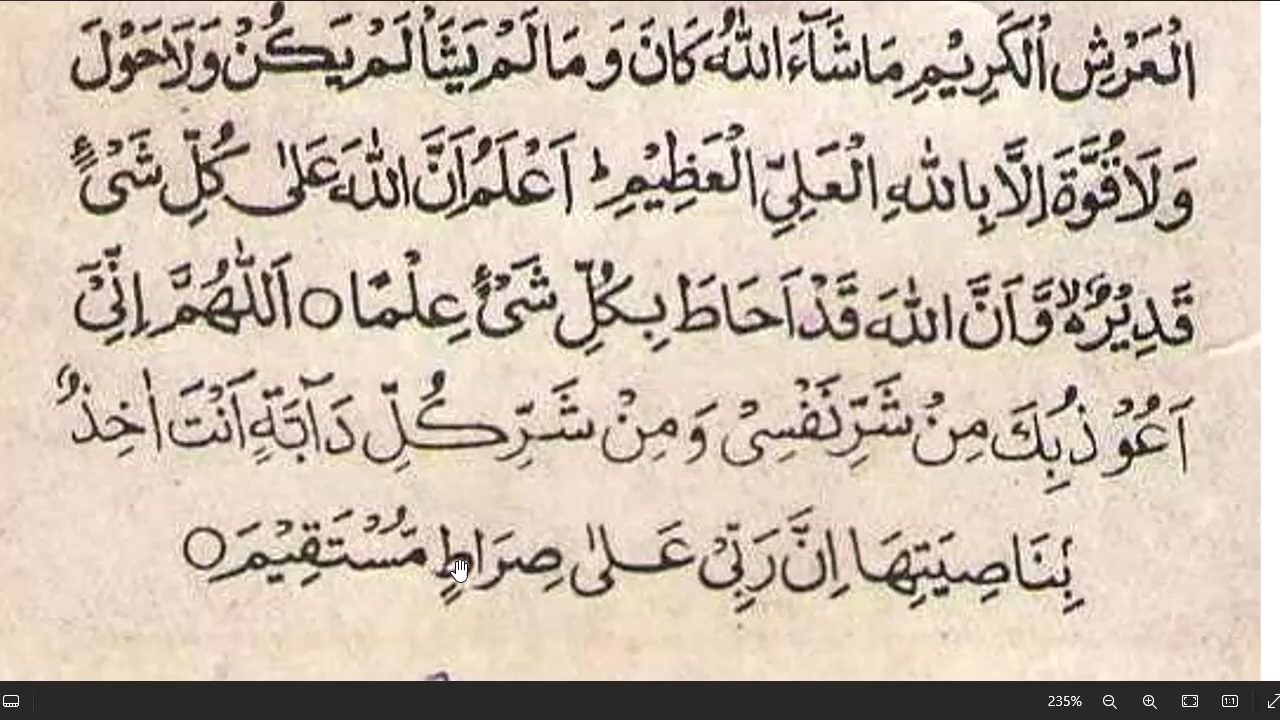 الْعَرْشِ الْكَرِيْمِ مَا شَآءَ اللّٰهُ كَانَ وَ مَا لَمْ يَشَأْ لَمْ يَكُنْ وَلَا حَوْلَ
وَ لَا قُوَّةَ اِلَّا بِاللّٰهِ الْعَلِيِّ الْعَظِيْمِ ؕ اَعْلَمُ اَنَّ اللّٰهَ عَلٰى كُلِّ شَىْءٍ
قَدِيْرٌ ۙ وَّ اَنَّ اللّٰهَ قَدْ اَحَاطَ بِكُلِّ شَىْءٍ عِلْمًا ○ اَللّٰهُمَّ اِنِّىْ
اَعُوْذُ بِكَ مِنْ شَرِّ نَفْسِىْ وَ مِنْ شَرِّ كُلِّ دَآبَّةٍ اَنْتَ اٰخِذٌ
بِنَاصِيَتِهَا اِنَّ رَبِّىْ عَلٰى صِرَاطٍ مُّسْتَقِيْمٍ ○
235%